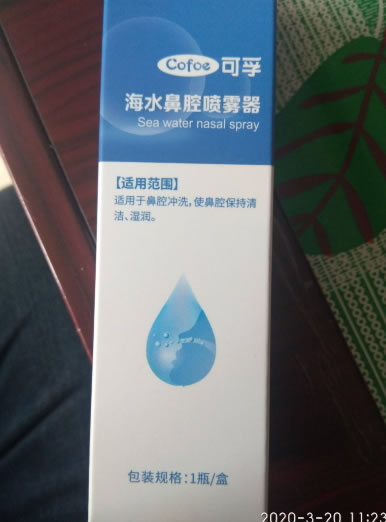 Cofoe 可孚
海水鼻腔喷雾器
Sea water nasal spray
【适用范围】
适用于鼻腔冲洗,使鼻腔保持清
洁、湿润。
包装规格:1瓶/盒
2020-3-20 11:23